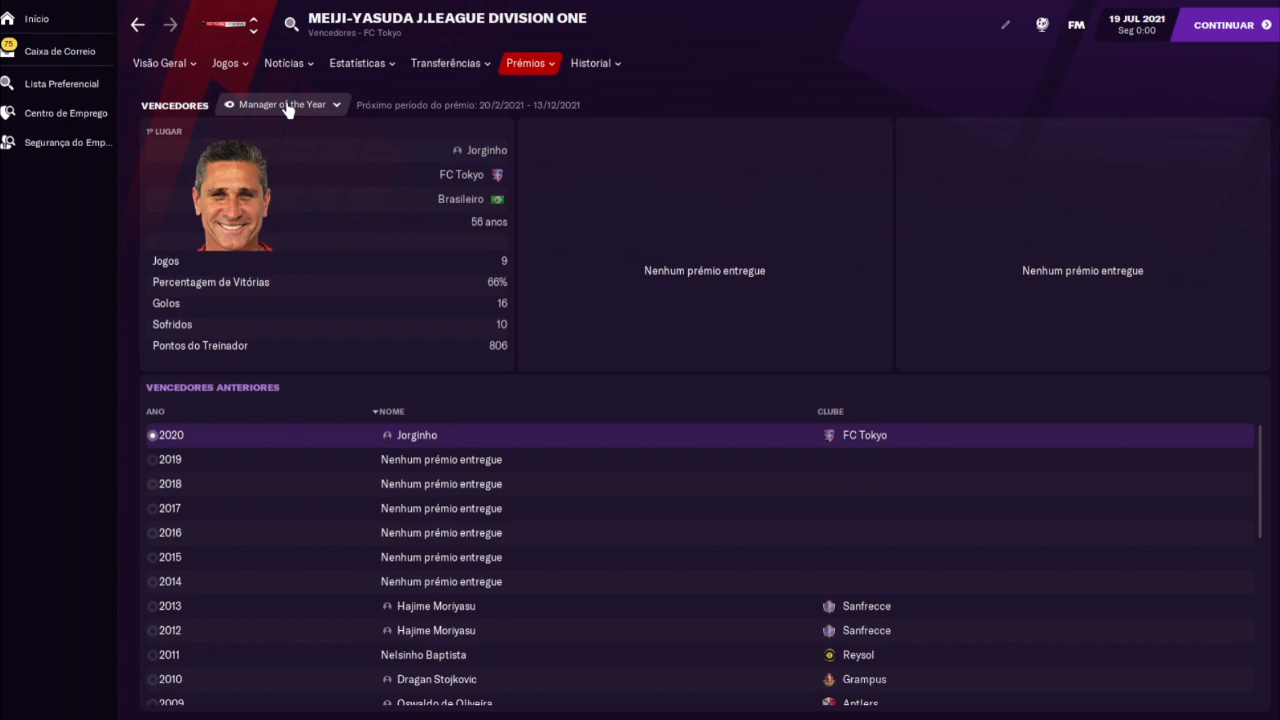 Início
75
Caixa de Correio
Lista Preferencial
Centro de Emprego
Segurança do Emp...
MEIJI-YASUDA J.LEAGUE DIVISION ONE
Vencedores - FC Tokyo
FM
19 JUL 2021
Seg 0:00
CONTINUAR
Visão Geral
Jogos
Notícias
Estatísticas
Transferências
Prémios
Historial
VENCEDORES
Manager of the Year
Próximo período do prémio: 20/2/2021 - 13/12/2021
1º LUGAR
Jorginho
FC Tokyo
Brasileiro
56 anos
Jogos 9
Percentagem de Vitórias 66%
Golos 16
Sofridos 10
Pontos do Treinador 806
Nenhum prémio entregue
Nenhum prémio entregue
VENCEDORES ANTERIORES
ANO NOME CLUBE
2020 Jorginho FC Tokyo
2019 Nenhum prémio entregue
2018 Nenhum prémio entregue
2017 Nenhum prémio entregue
2016 Nenhum prémio entregue
2015 Nenhum prémio entregue
2014 Nenhum prémio entregue
2013 Hajime Moriyasu Sanfrecce
2012 Hajime Moriyasu Sanfrecce
2011 Nelsinho Baptista Reysol
2010 Dragan Stojkovic Grampus
2009 Oswaldo de Oliveira Antlers